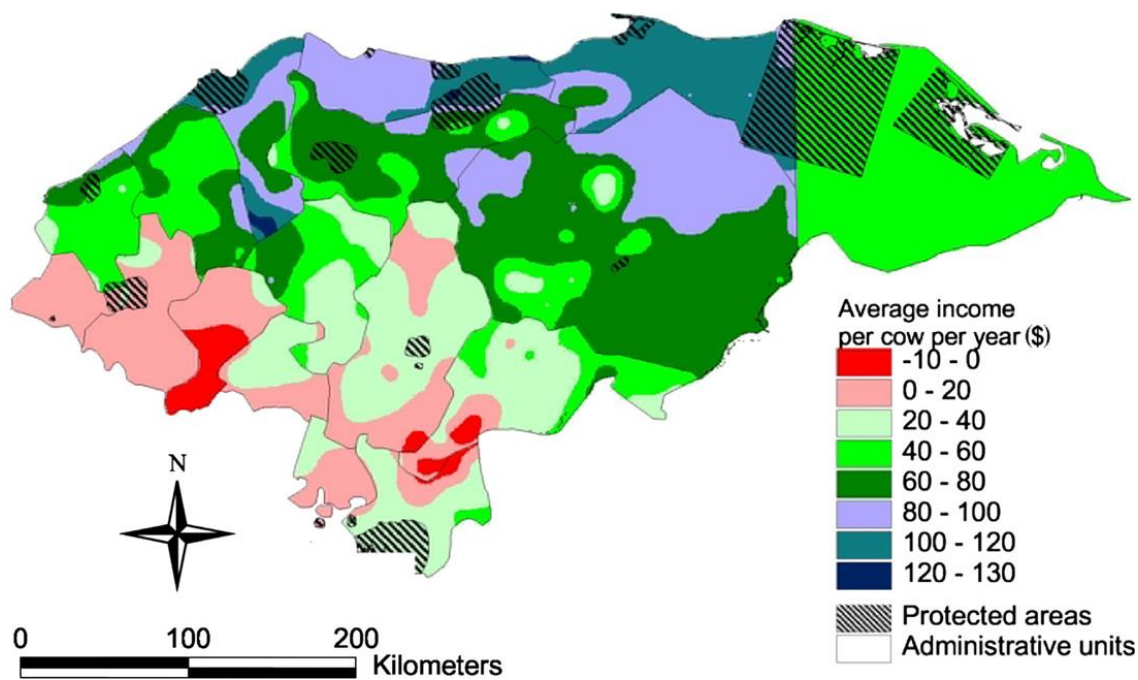 Average income
per cow per year ($)
-10 - 0
0 - 20
20 - 40
40 - 60
60 - 80
80 - 100
100 - 120
120 - 130
Protected areas
Administrative units
N
0 100 200
Kilometers